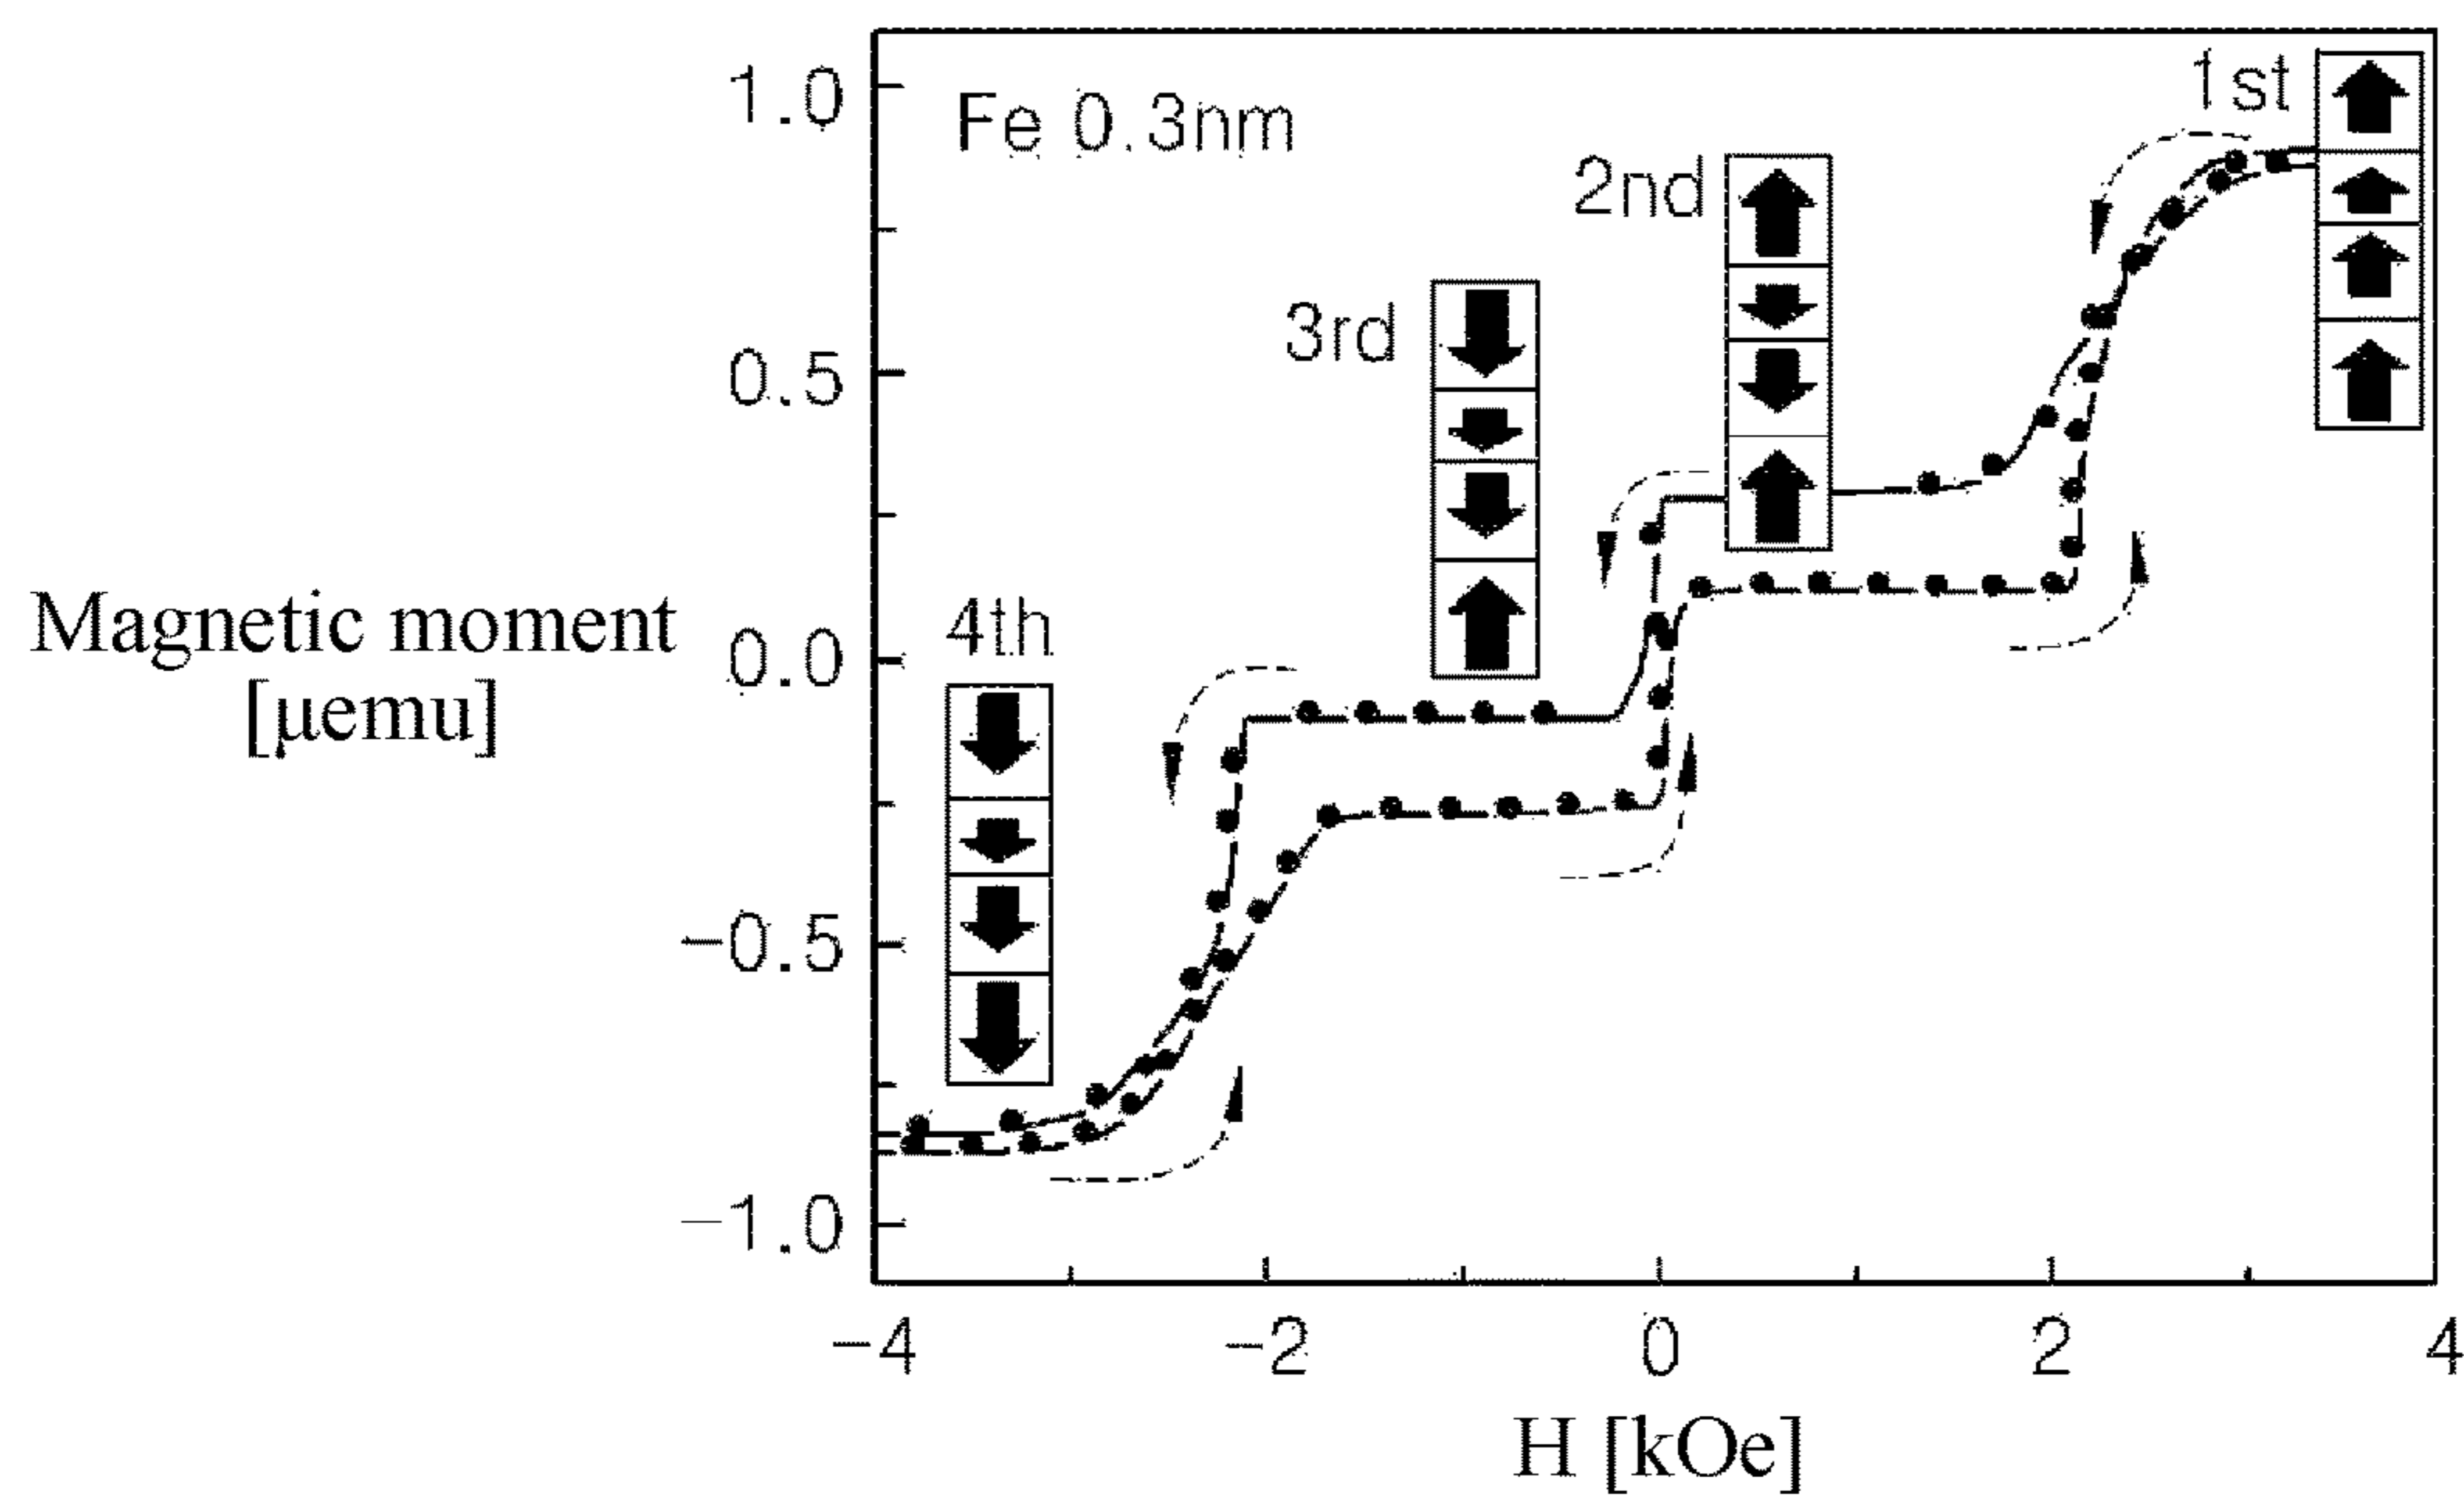 Fe 0.3nm
1st
2nd
3rd
4th
1.0
0.5
0.0
−0.5
−1.0
Magnetic moment
[μemu]
−4
−2
0
2
4
H [kOe]